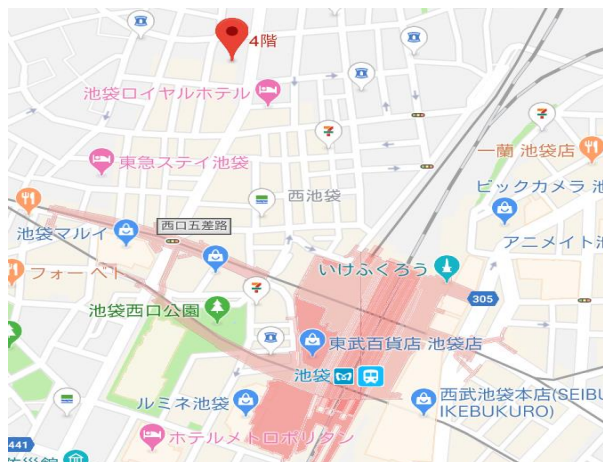 4階
池袋ロイヤルホテル
東急ステイ池袋
一蘭 池袋店
西池袋
ビックカメラ 池
池袋マルイ
西口五差路
アニメイト池
フォーベト
いけふくろう
305
池袋西口公園
東武百貨店 池袋店
池袋
ルミネ池袋
西武池袋本店(SEIBU
IKEBUKURO)
441
ホテルメトロポリタン
防災館